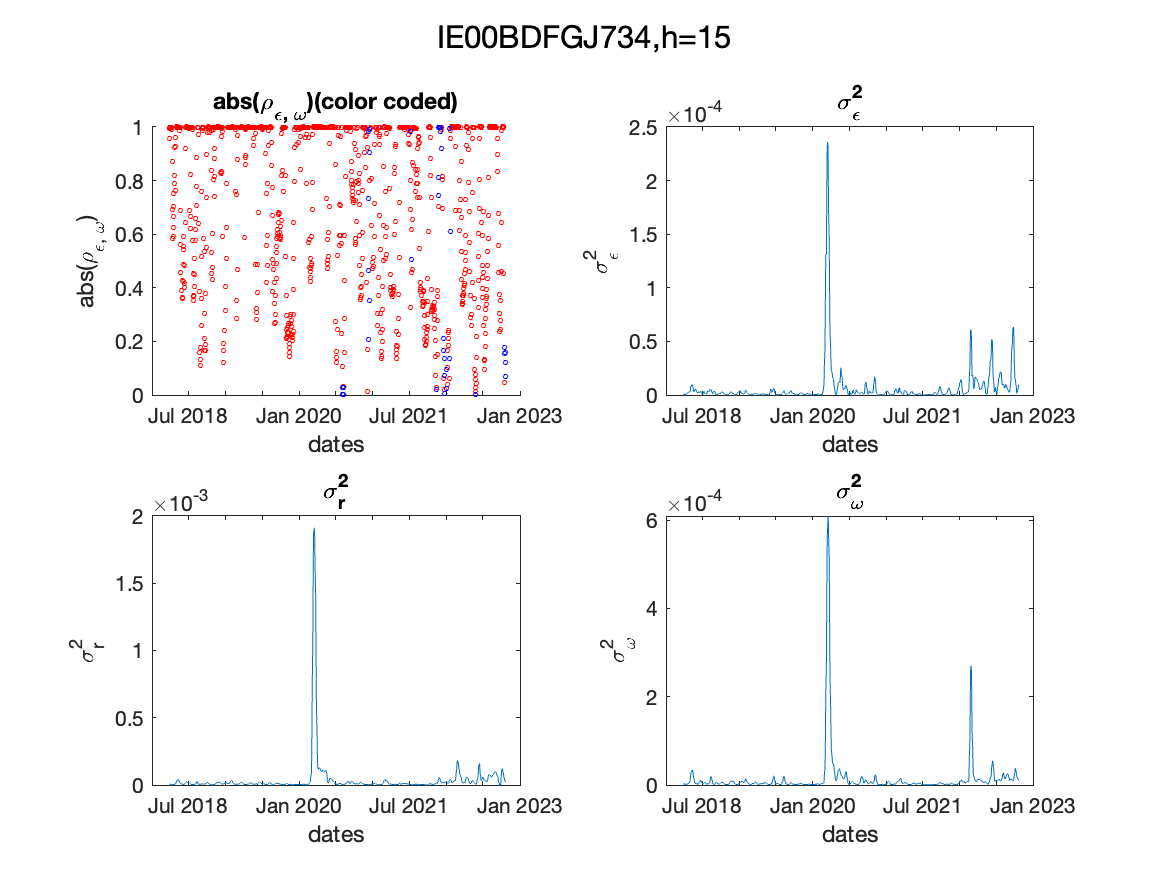 IE00BDFGJ734,h=15
abs(ρ_ϵ, ω)(color coded)
abs(ρ_ϵ, ω)
1
0.8
0.6
0.4
0.2
0
Jul 2018 Jan 2020 Jul 2021 Jan 2023
dates
σ²_ϵ
×10⁻⁴
σ²_ϵ
2.5
2
1.5
1
0.5
0
Jul 2018 Jan 2020 Jul 2021 Jan 2023
dates
σ²_r
×10⁻³
σ²_r
2
1.5
1
0.5
0
Jul 2018 Jan 2020 Jul 2021 Jan 2023
dates
σ²_ω
×10⁻⁴
σ²_ω
6
4
2
0
Jul 2018 Jan 2020 Jul 2021 Jan 2023
dates